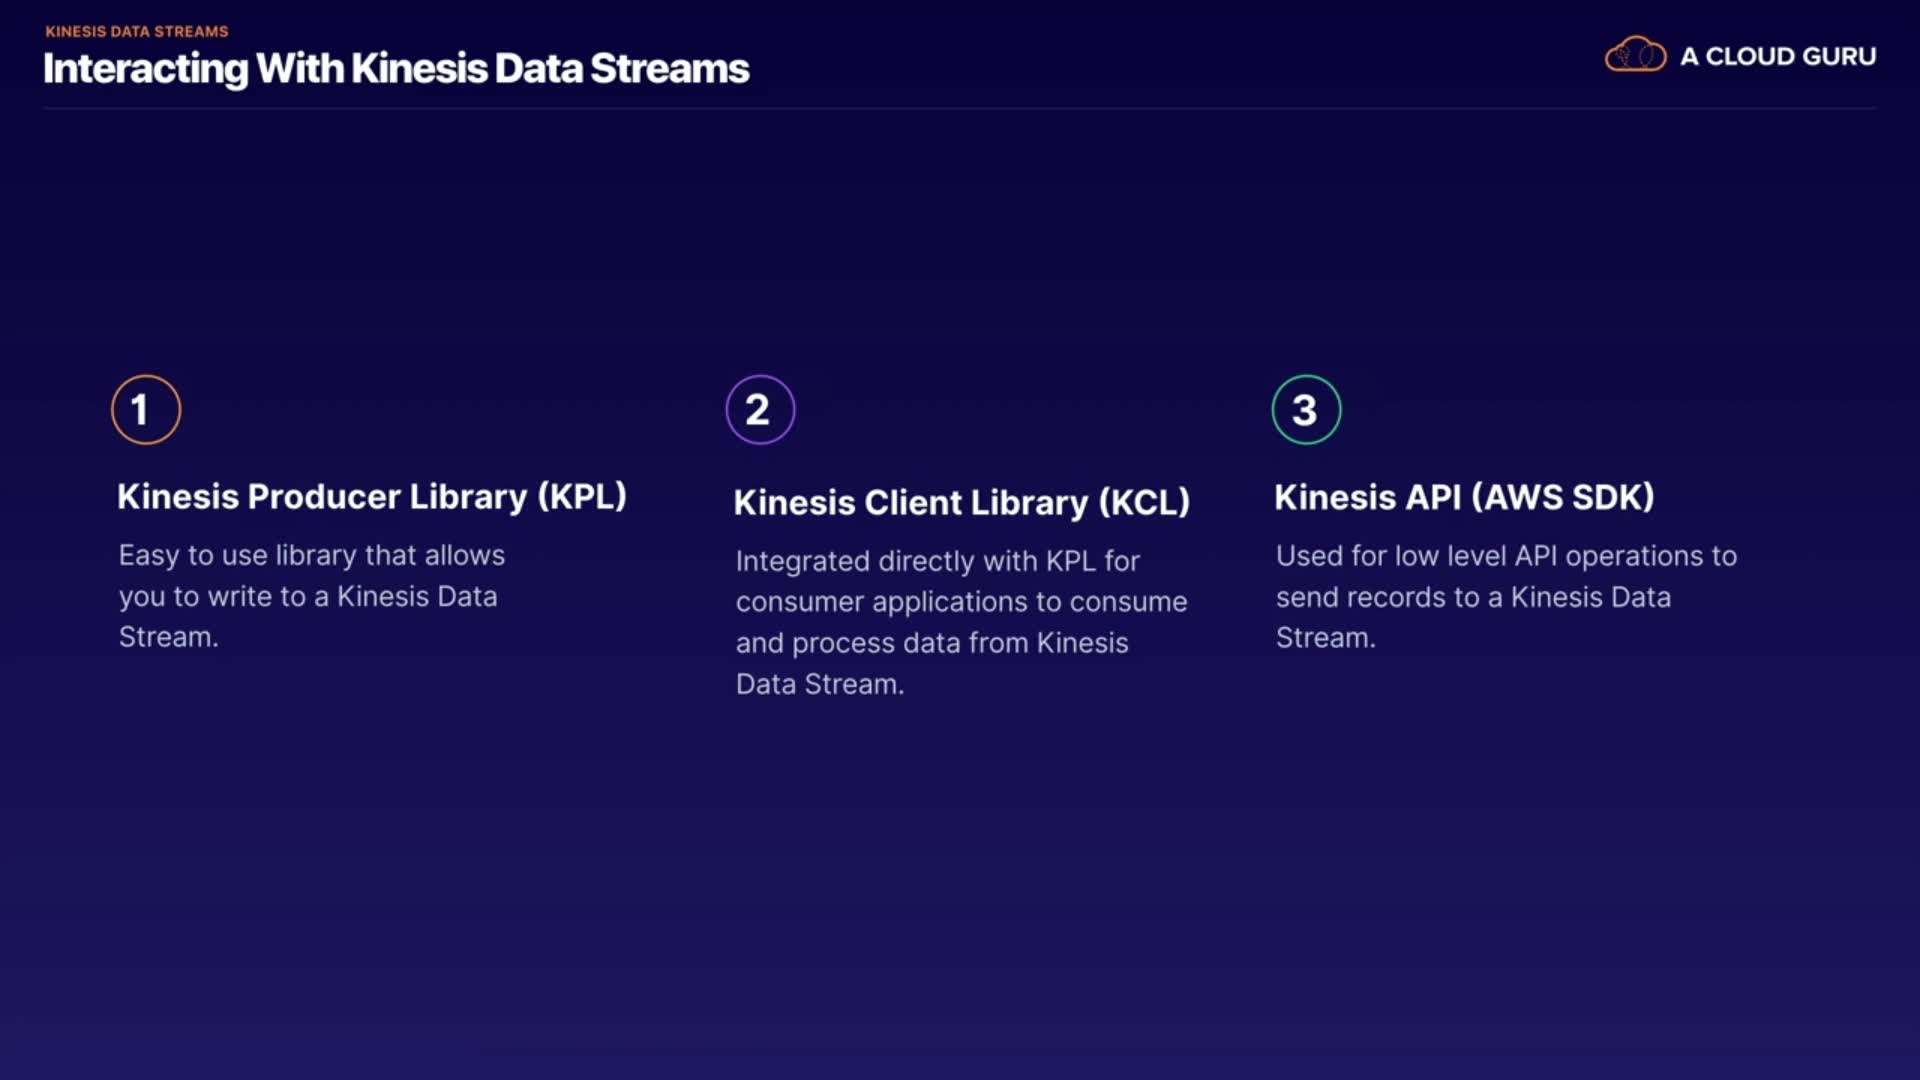 KINESIS DATA STREAMS
Interacting With Kinesis Data Streams
A CLOUD GURU
1
Kinesis Producer Library (KPL)
Easy to use library that allows
you to write to a Kinesis Data
Stream.
2
Kinesis Client Library (KCL)
Integrated directly with KPL for
consumer applications to consume
and process data from Kinesis
Data Stream.
3
Kinesis API (AWS SDK)
Used for low level API operations to
send records to a Kinesis Data
Stream.